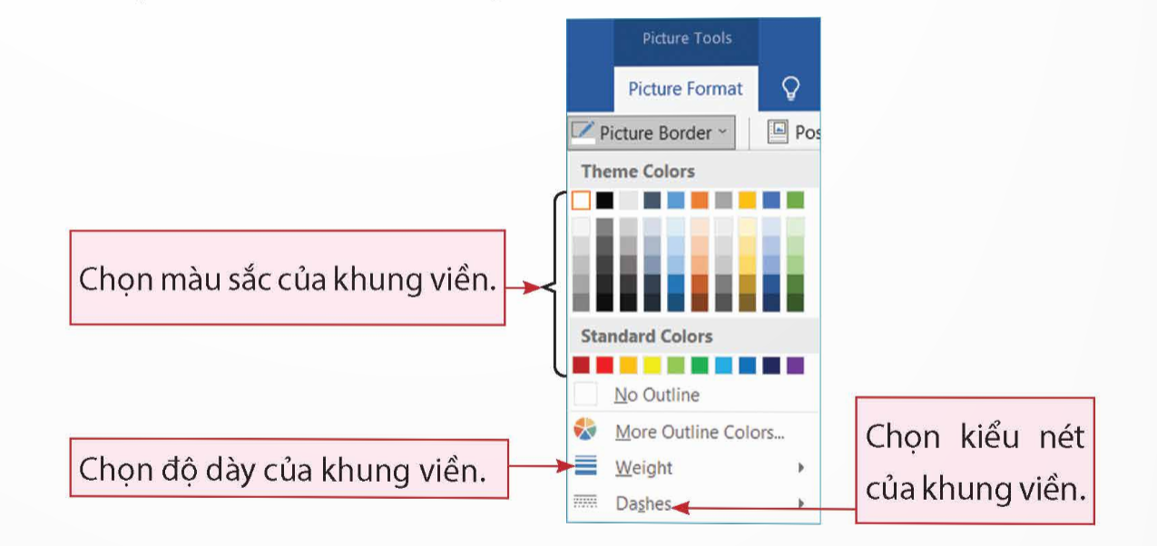 Picture Tools
Picture Format
Picture Border
Theme Colors
Chọn màu sắc của khung viền.
Standard Colors
No Outline
More Outline Colors...
Chọn độ dày của khung viền.
Weight
Dashes
Chọn kiểu nét
của khung viền.